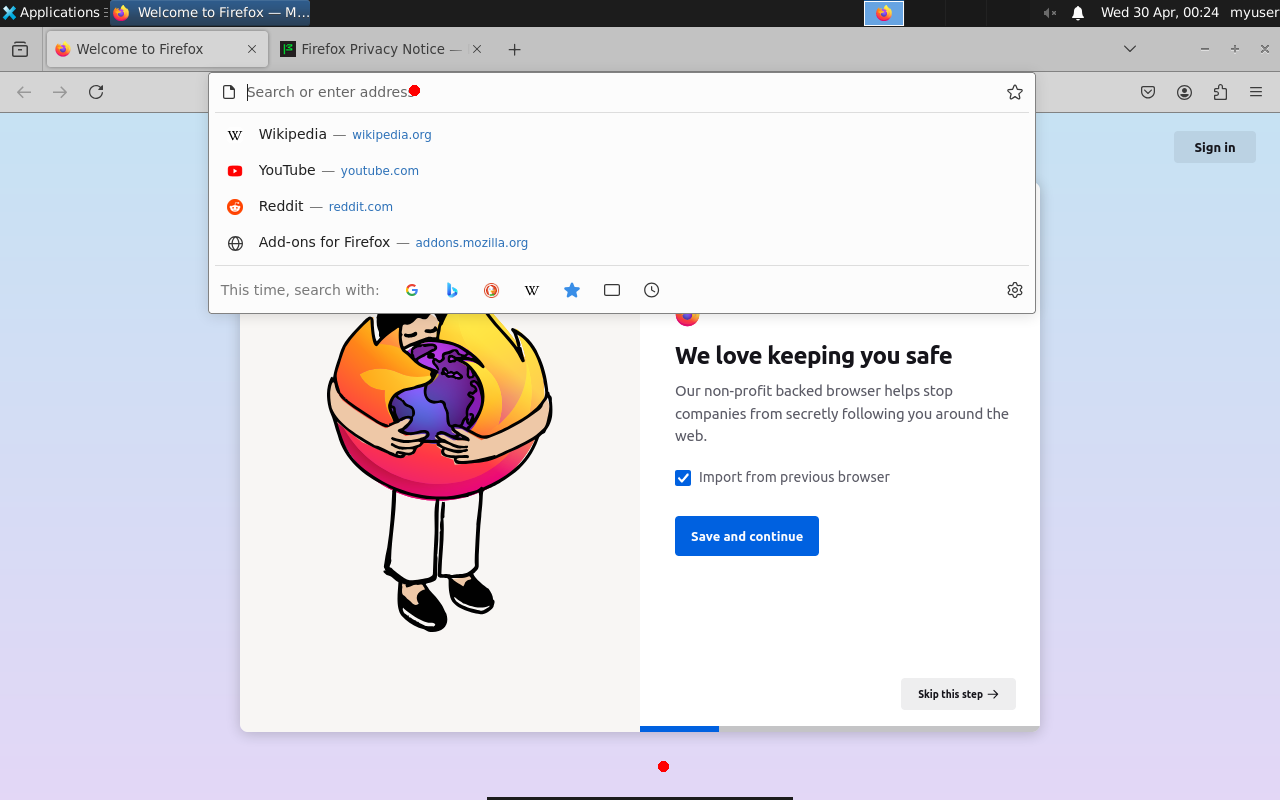 Applications
Welcome to Firefox — M...
Wed 30 Apr, 00:24
myuser
Welcome to Firefox
Firefox Privacy Notice —
Search or enter address
Wikipedia — wikipedia.org
YouTube — youtube.com
Reddit — reddit.com
Add-ons for Firefox — addons.mozilla.org
This time, search with:
Sign in
We love keeping you safe
Our non-profit backed browser helps stop
companies from secretly following you around the
web.
Import from previous browser
Save and continue
Skip this step